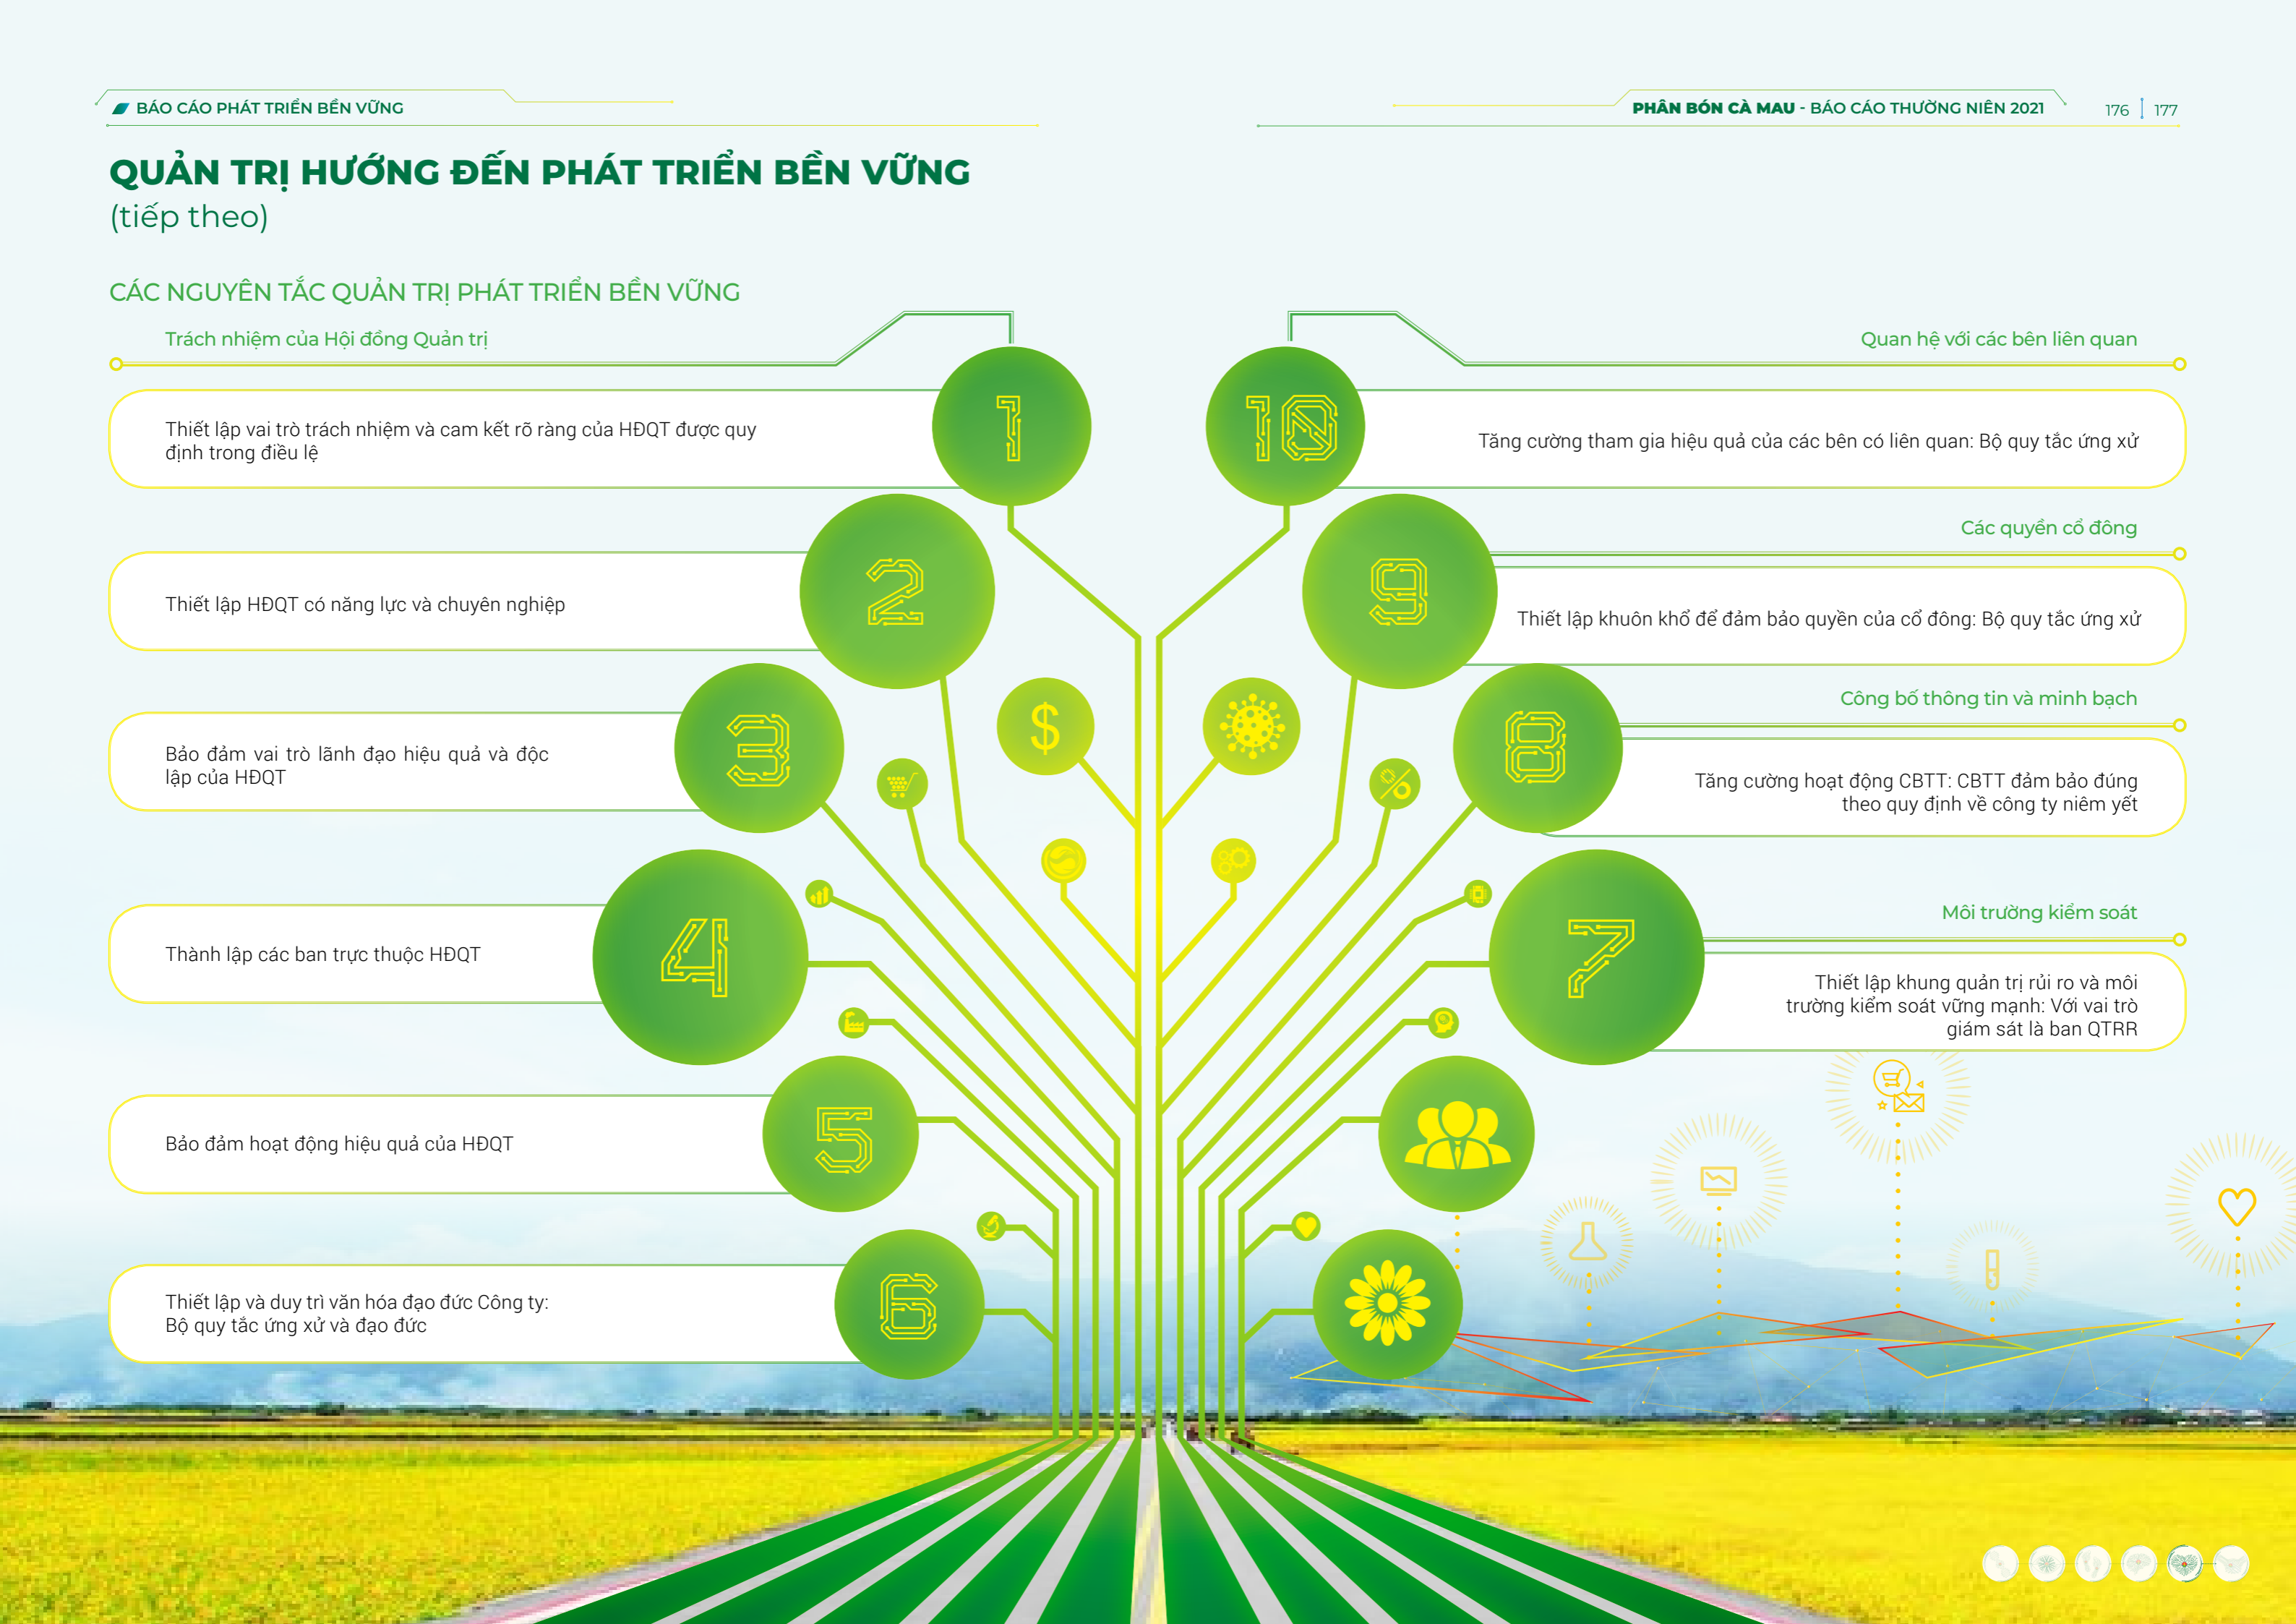 BÁO CÁO PHÁT TRIỂN BỀN VỮNG
PHÂN BÓN CÀ MAU - BÁO CÁO THƯỜNG NIÊN 2021
176 | 177
QUẢN TRỊ HƯỚNG ĐẾN PHÁT TRIỂN BỀN VỮNG
(tiếp theo)
CÁC NGUYÊN TẮC QUẢN TRỊ PHÁT TRIỂN BỀN VỮNG
Trách nhiệm của Hội đồng Quản trị
1
Thiết lập vai trò trách nhiệm và cam kết rõ ràng của HĐQT được quy
định trong điều lệ
2
Thiết lập HĐQT có năng lực và chuyên nghiệp
3
Bảo đảm vai trò lãnh đạo hiệu quả và độc
lập của HĐQT
4
Thành lập các ban trực thuộc HĐQT
5
Bảo đảm hoạt động hiệu quả của HĐQT
6
Thiết lập và duy trì văn hóa đạo đức Công ty:
Bộ quy tắc ứng xử và đạo đức
Quan hệ với các bên liên quan
10
Tăng cường tham gia hiệu quả của các bên có liên quan: Bộ quy tắc ứng xử
Các quyền cổ đông
9
Thiết lập khuôn khổ để đảm bảo quyền của cổ đông: Bộ quy tắc ứng xử
Công bố thông tin và minh bạch
8
Tăng cường hoạt động CBTT: CBTT đảm bảo đúng
theo quy định về công ty niêm yết
Môi trường kiểm soát
7
Thiết lập khung quản trị rủi ro và môi
trường kiểm soát vững mạnh: Với vai trò
giám sát là ban QTRR
$